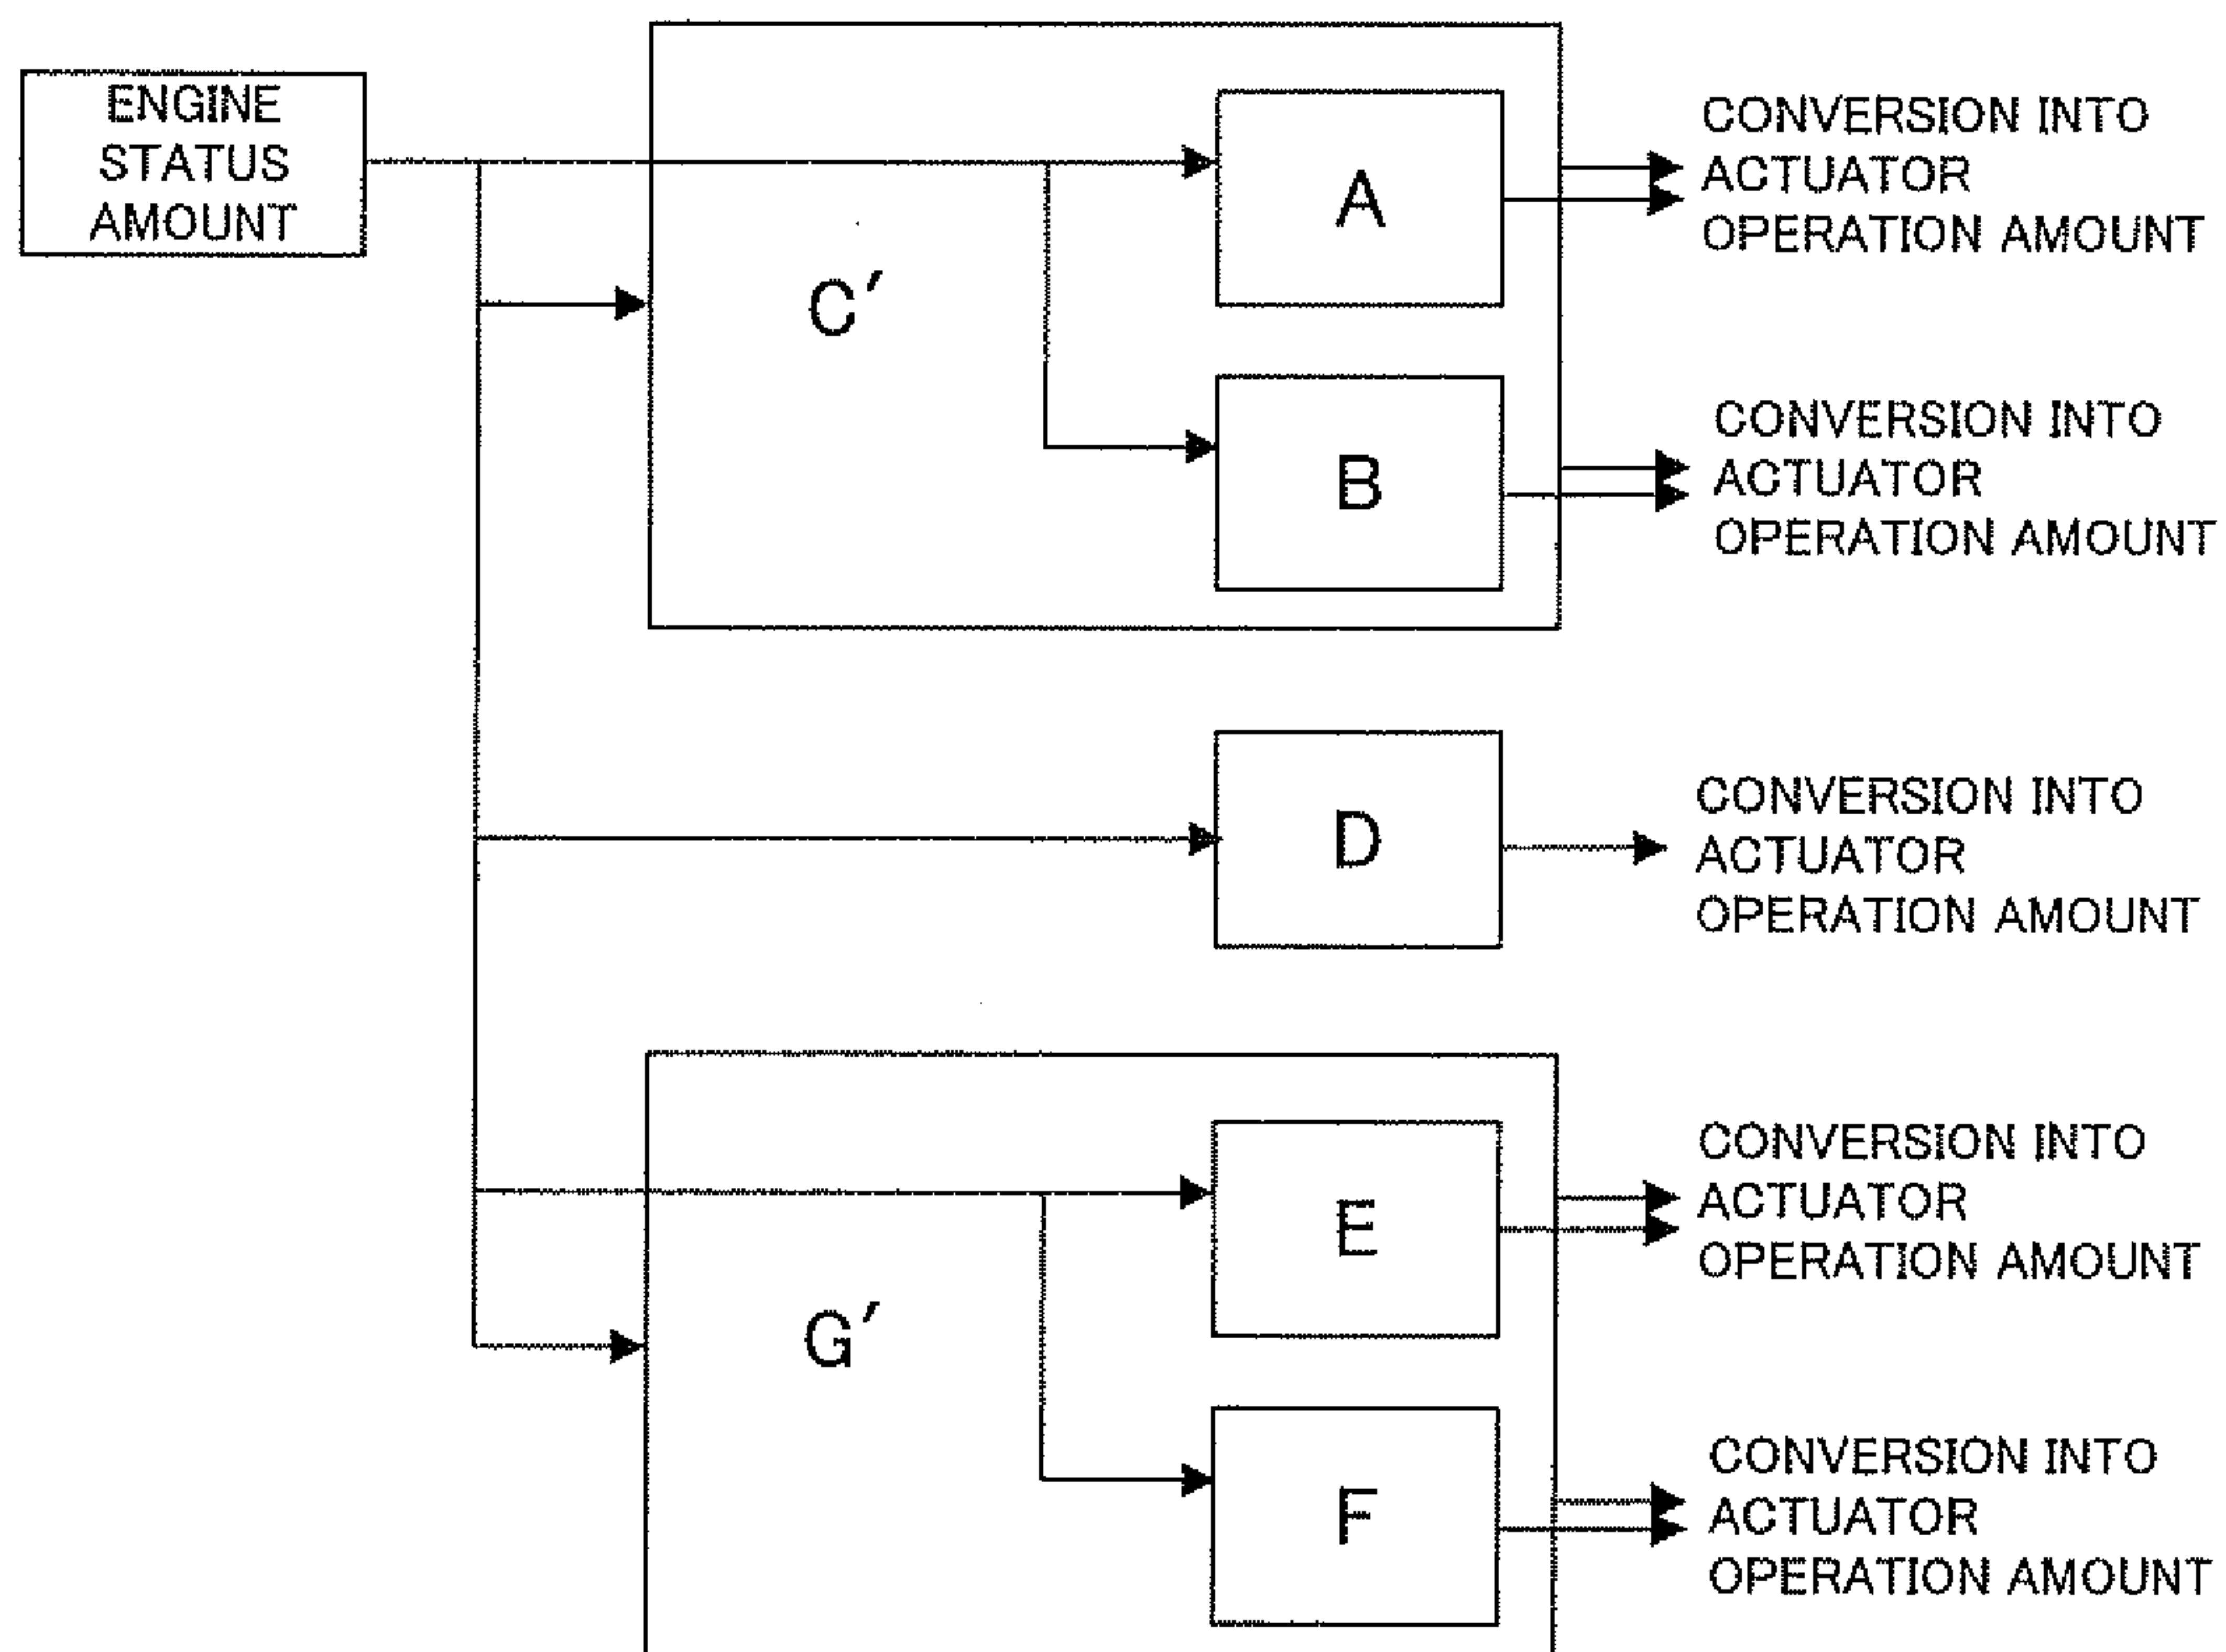 ENGINE
STATUS
AMOUNT
C′
A
CONVERSION INTO
ACTUATOR
OPERATION AMOUNT
B
CONVERSION INTO
ACTUATOR
OPERATION AMOUNT
D
CONVERSION INTO
ACTUATOR
OPERATION AMOUNT
G′
E
CONVERSION INTO
ACTUATOR
OPERATION AMOUNT
F
CONVERSION INTO
ACTUATOR
OPERATION AMOUNT